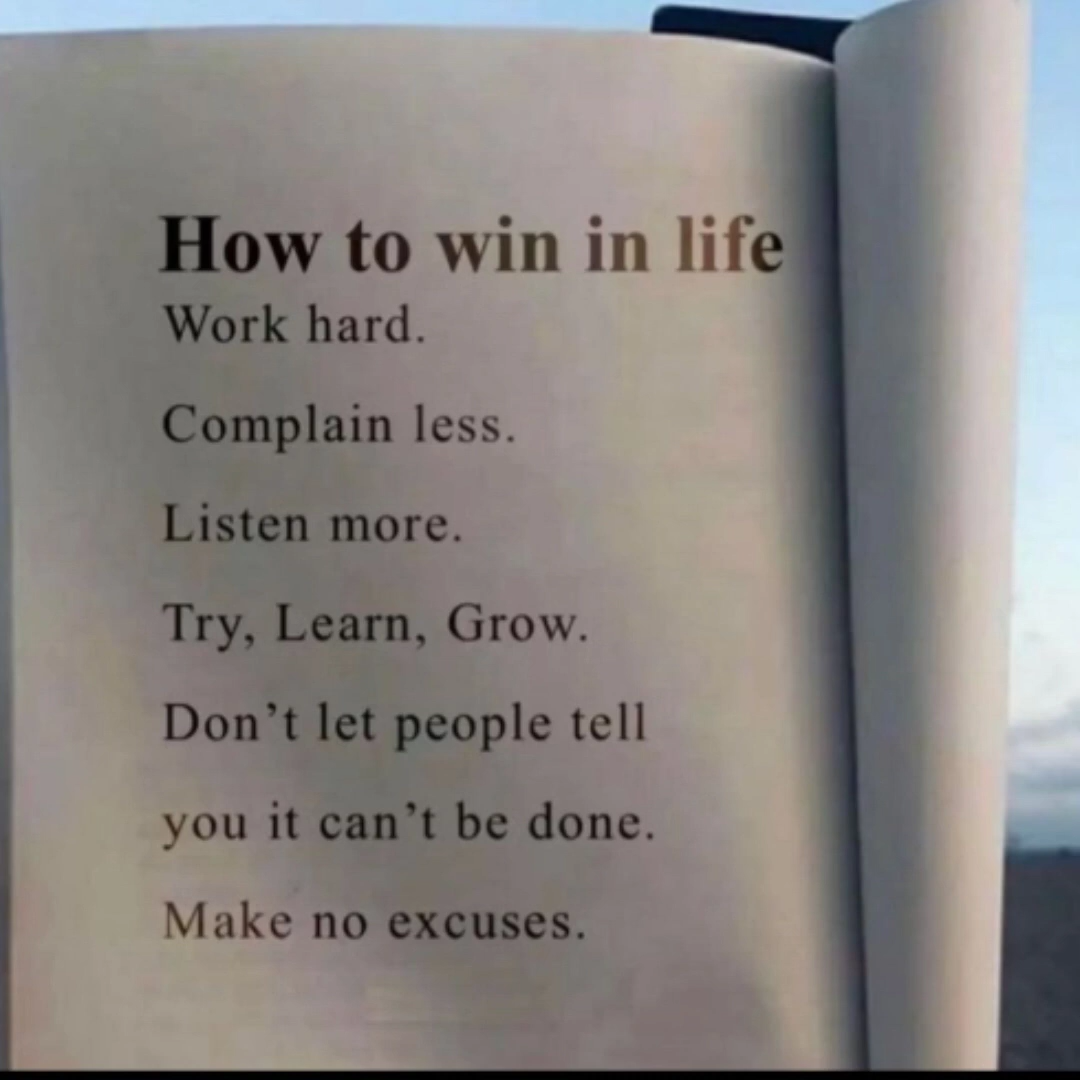 How to win in life
Work hard.
Complain less.
Listen more.
Try, Learn, Grow.
Don’t let people tell
you it can’t be done.
Make no excuses.